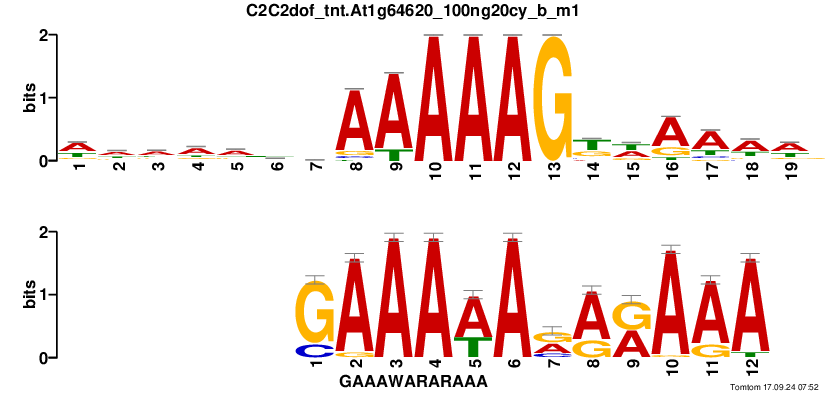 C2C2dof_tnt.At1g64620_100ng20cy_b_m1
2
bits
1
0
1 2 3 4 5 6 7 8 9 10 11 12 13 14 15 16 17 18 19
2
bits
1
0
1 2 3 4 5 6 7 8 9 10 11 12
GAAAWARARAAA
Tomtom 17.09.24 07:52